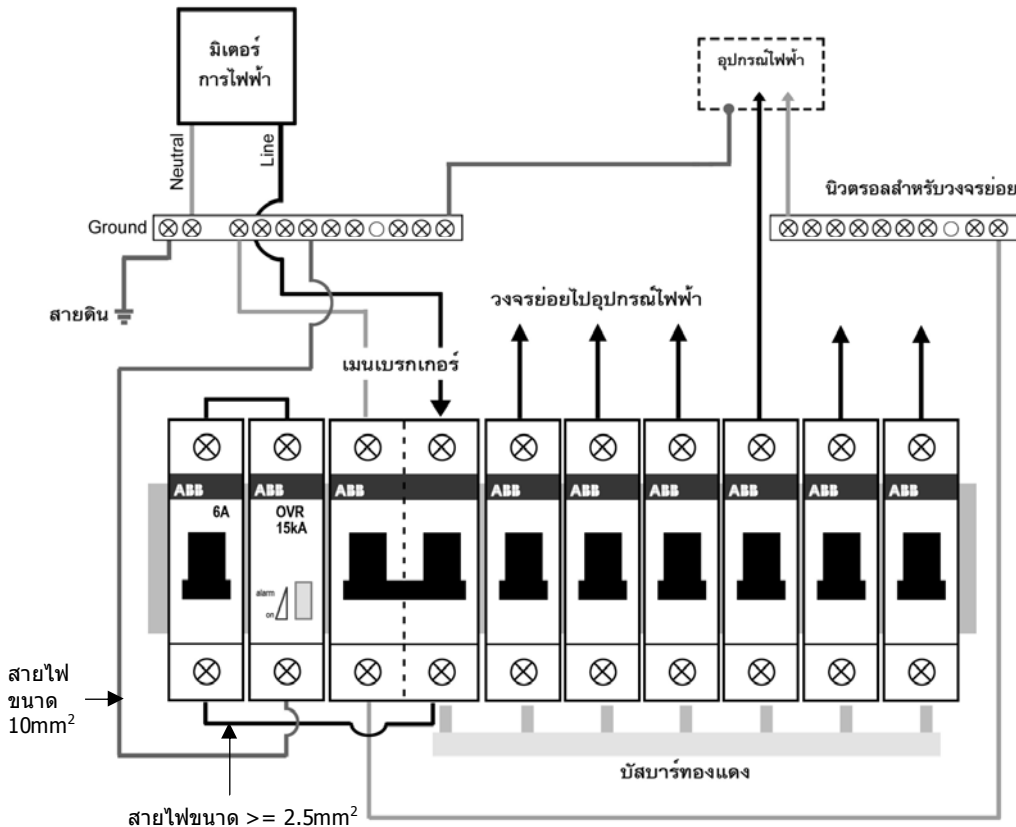 มิเตอร์
การไฟฟ้า
อุปกรณ์ไฟฟ้า
Neutral
Line
นิวตรอลสำหรับวงจรย่อย
Ground
สายดิน
วงจรย่อยไปอุปกรณ์ไฟฟ้า
เมนเบรกเกอร์
ABB
ABB
ABB
ABB
ABB
ABB
ABB
ABB
ABB
6A
OVR
15kA
alarm
on
สายไฟ
ขนาด
10mm²
บัสบาร์ทองแดง
สายไฟขนาด >= 2.5mm²